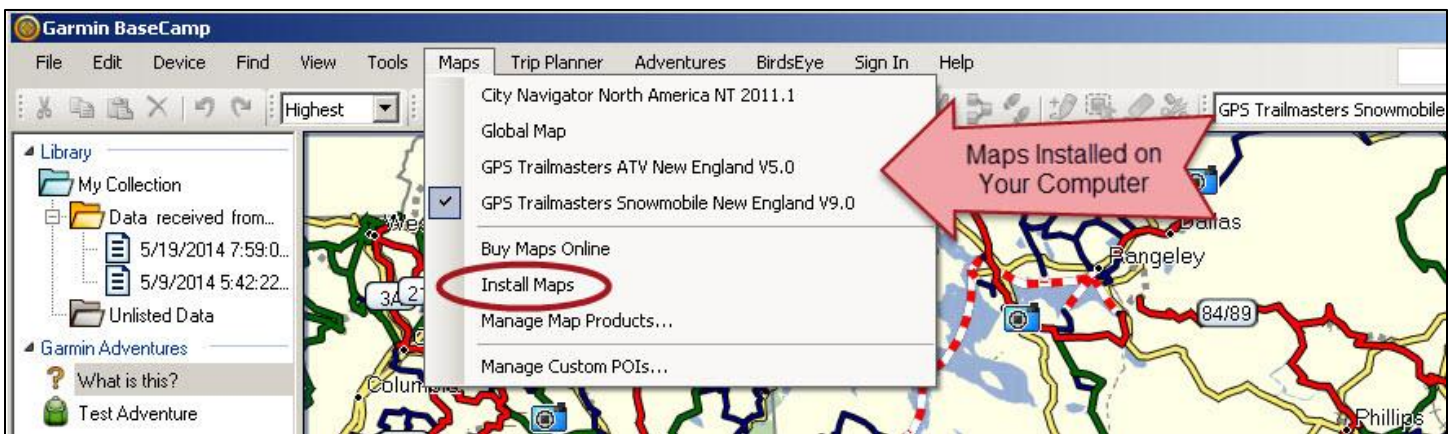 Garmin BaseCamp
File Edit Device Find View Tools Maps Trip Planner Adventures BirdsEye Sign In Help
Highest
GPS Trailmasters Snowmobile
City Navigator North America NT 2011.1
Global Map
GPS Trailmasters ATV New England V5.0
GPS Trailmasters Snowmobile New England V9.0
Buy Maps Online
Install Maps
Manage Map Products...
Manage Custom POIs...
Maps Installed on
Your Computer
Library
My Collection
Data received from...
5/19/2014 7:59:0...
5/9/2014 5:42:22...
Unlisted Data
Garmin Adventures
What is this?
Test Adventure
Dallas
Rangeley
84/89
Phillips